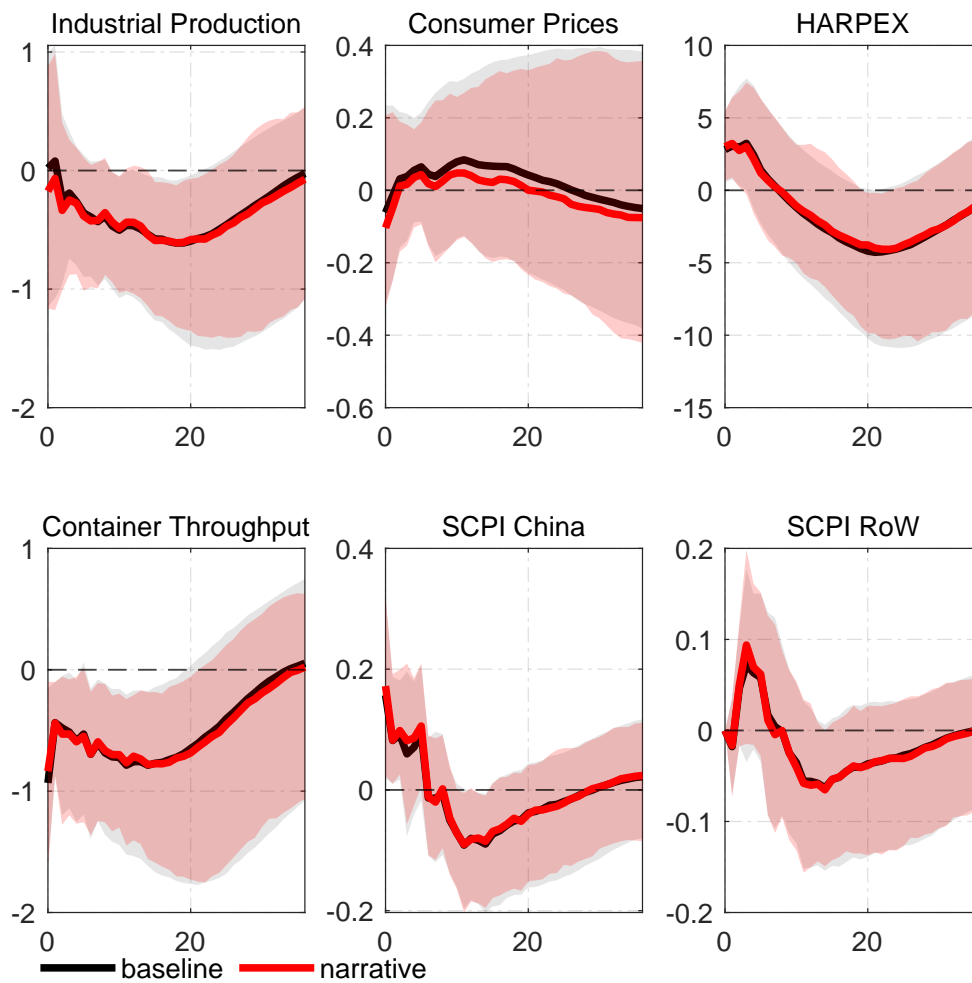 Industrial Production Consumer Prices HARPEX
1 0.4 10
0 0.2 5
-1 0.0 0
-2 -0.2 -5
-0.4 -10
-0.6 -15
0 20 0 20 0 20
Container Throughput SCPI China SCPI RoW
1 0.4 0.2
0 0.2 0.1
-1 0 0
-2 -0.2 -0.1
-0.2
0 20 0 20 0 20
baseline narrative